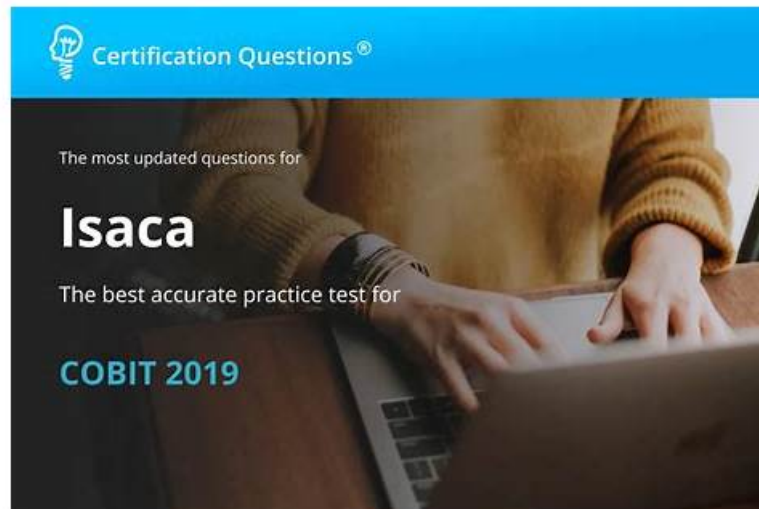 Certification Questions®
The most updated questions for
Isaca
The best accurate practice test for
COBIT 2019